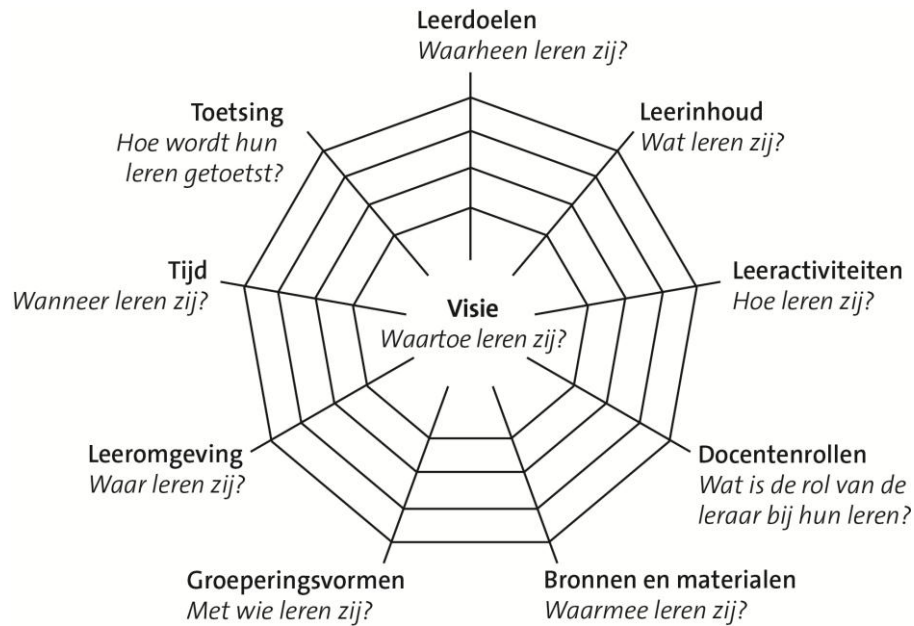 Leerdoelen
Waarheen leren zij?
Leerinhoud
Wat leren zij?
Leeractiviteiten
Hoe leren zij?
Docentenrollen
Wat is de rol van de
leraar bij hun leren?
Bronnen en materialen
Waarmee leren zij?
Groeperingsvormen
Met wie leren zij?
Leeromgeving
Waar leren zij?
Tijd
Wanneer leren zij?
Toetsing
Hoe wordt hun
leren getoetst?
Visie
Waartoe leren zij?